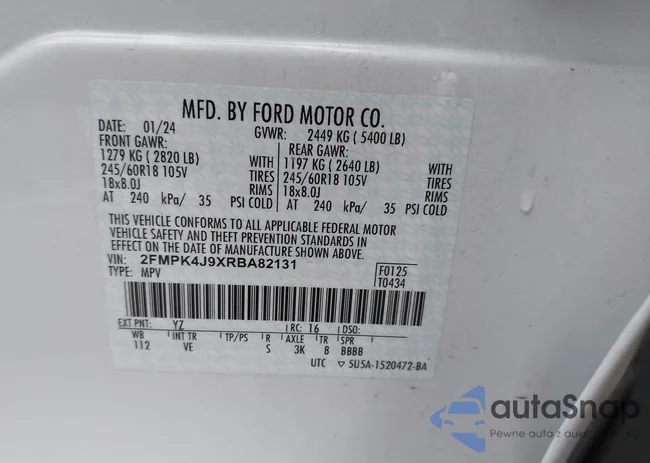 MFD. BY FORD MOTOR CO.
DATE: 01/24 GVWR: 2449 KG ( 5400 LB)
FRONT GAWR: REAR GAWR:
1279 KG ( 2820 LB) WITH 1197 KG ( 2640 LB) WITH
245/60R18 105V TIRES 245/60R18 105V TIRES
18x8.0J RIMS 18x8.0J RIMS
AT 240 kPa/ 35 PSI COLD AT 240 kPa/ 35 PSI COLD
THIS VEHICLE CONFORMS TO ALL APPLICABLE FEDERAL MOTOR
VEHICLE SAFETY AND THEFT PREVENTION STANDARDS IN
EFFECT ON THE DATE OF MANUFACTURE SHOWN ABOVE.
VIN: 2FMPK4J9XRBA82131 F0125
TYPE: MPV T0434
EXT PNT: YZ RC: 16 DSO:
WB INT TR TP/PS R AXLE TR SPR
112 VE S 3K 8 BBBB
UTC ▽ 5U5A-1520472-BA
autaSnap
Pewne auta z au